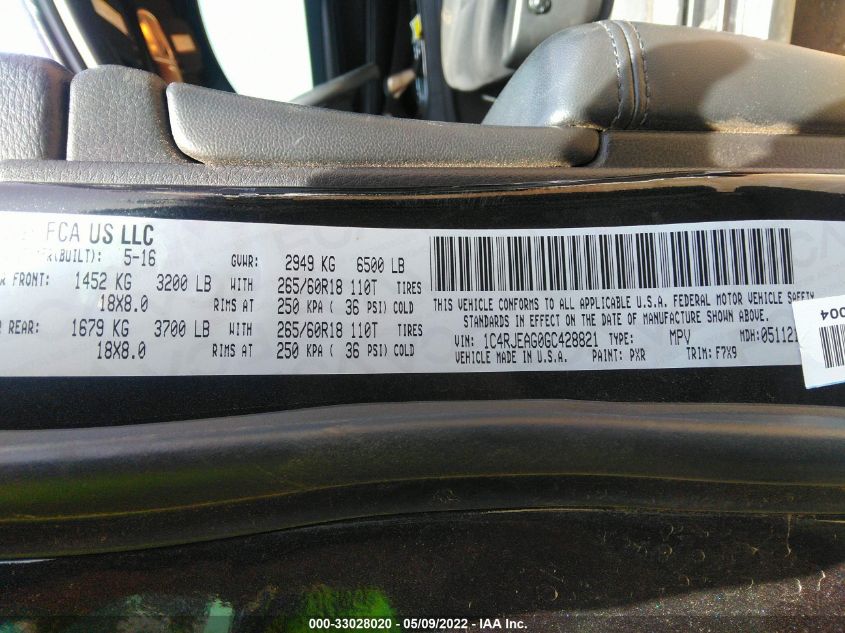 FCA US LLC
(BUILT): 5-16 GVWR: 2949 KG 6500 LB
FRONT: 1452 KG 3200 LB WITH 265/60R18 110T TIRES
18X8.0 RIMS AT 250 KPA ( 36 PSI) COLD
REAR: 1679 KG 3700 LB WITH 265/60R18 110T TIRES
18X8.0 RIMS AT 250 KPA ( 36 PSI) COLD
THIS VEHICLE CONFORMS TO ALL APPLICABLE U.S.A. FEDERAL MOTOR VEHICLE SAFETY
STANDARDS IN EFFECT ON THE DATE OF MANUFACTURE SHOWN ABOVE.
VIN: 1C4RJEAG0GC428821 TYPE: MPV MDH: 051121
VEHICLE MADE IN U.S.A. PAINT: PXR TRIM: F7X9
004
000-33028020 - 05/09/2022 - IAA Inc.